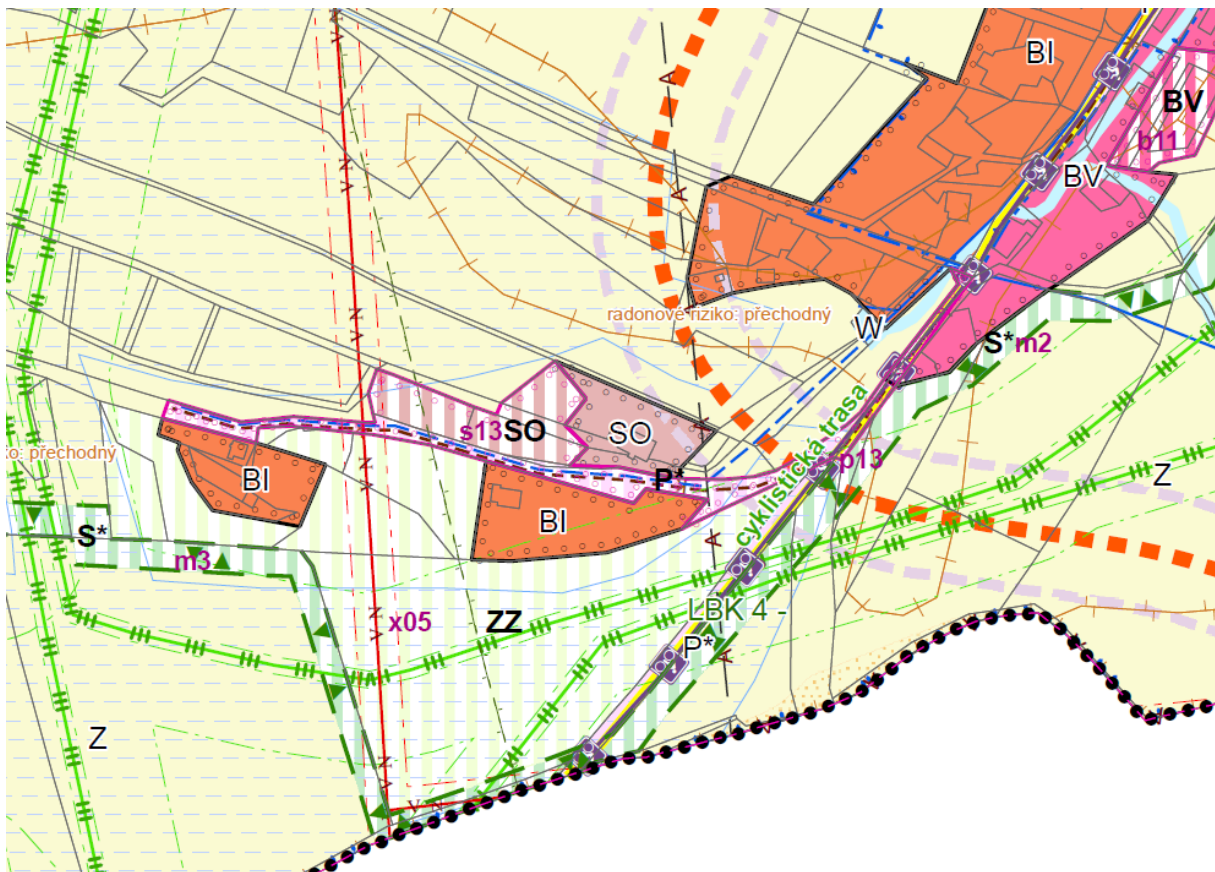 BI
BV
b11
BV
radonové riziko: přechodný
W
S*m2
cyklistická trasa
s13SO
SO
p13
P*
Z
ko: přechodný
BI
BI
S*
m3
x05
ZZ
LBK 4 -
P*
Z
A
A
A
A
A